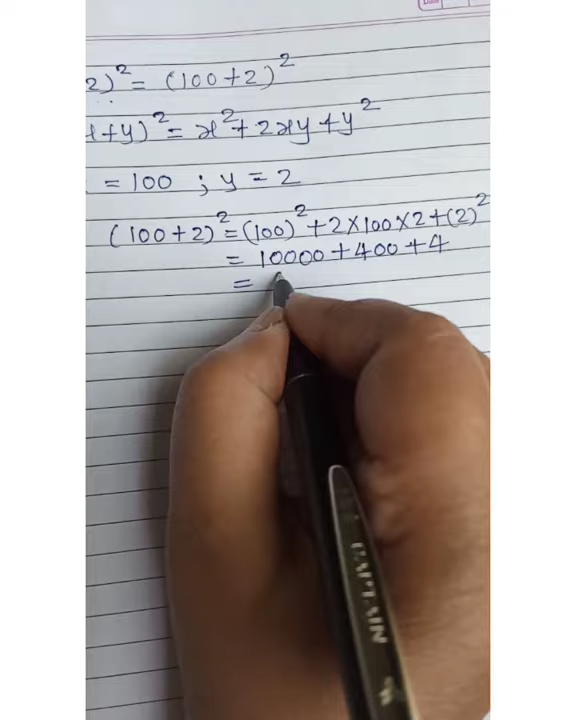 2)² = (100+2)²
+y)² = x²+2xy+y²
= 100 ; y = 2
(100+2)² = (100)²+2×100×2+(2)²
= 10000+400+4
=
CAPTAIN